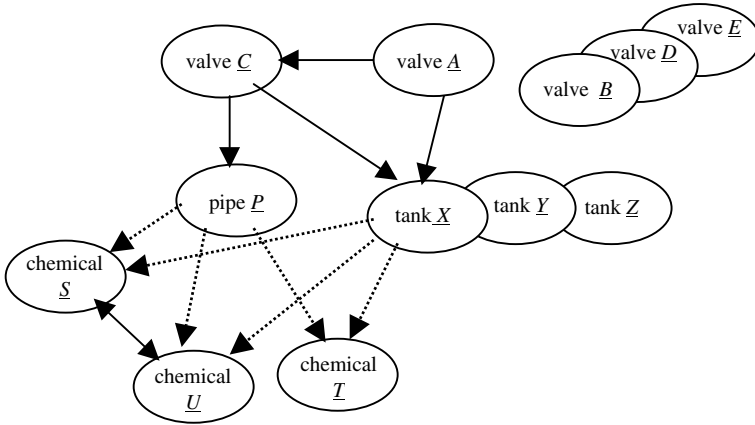 valve E
valve D
valve C
valve A
valve B
pipe P
tank X
tank Y
tank Z
chemical
S
chemical
U
chemical
T